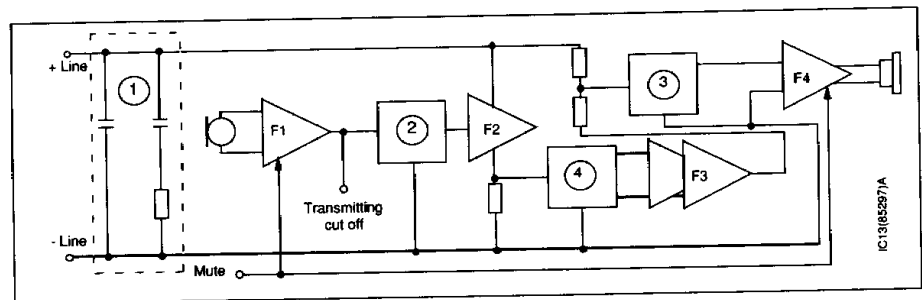 + Line
1
F1
2
F2
3
F4
4
F3
Transmitting
cut off
- Line
Mute
IC13(85297)A